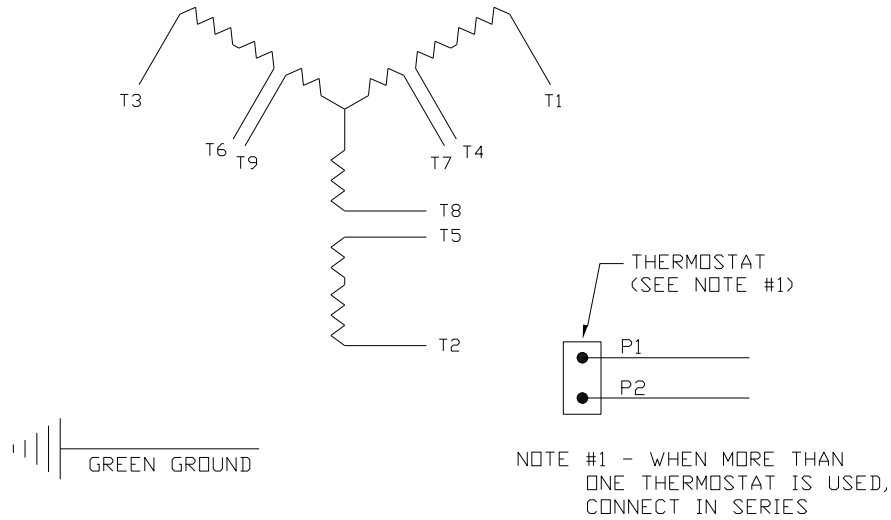 T3
T1
T6
T9
T7
T4
T8
T5
T2
THERMOSTAT
(SEE NOTE #1)
P1
P2
GREEN GROUND
NOTE #1 - WHEN MORE THAN
ONE THERMOSTAT IS USED,
CONNECT IN SERIES